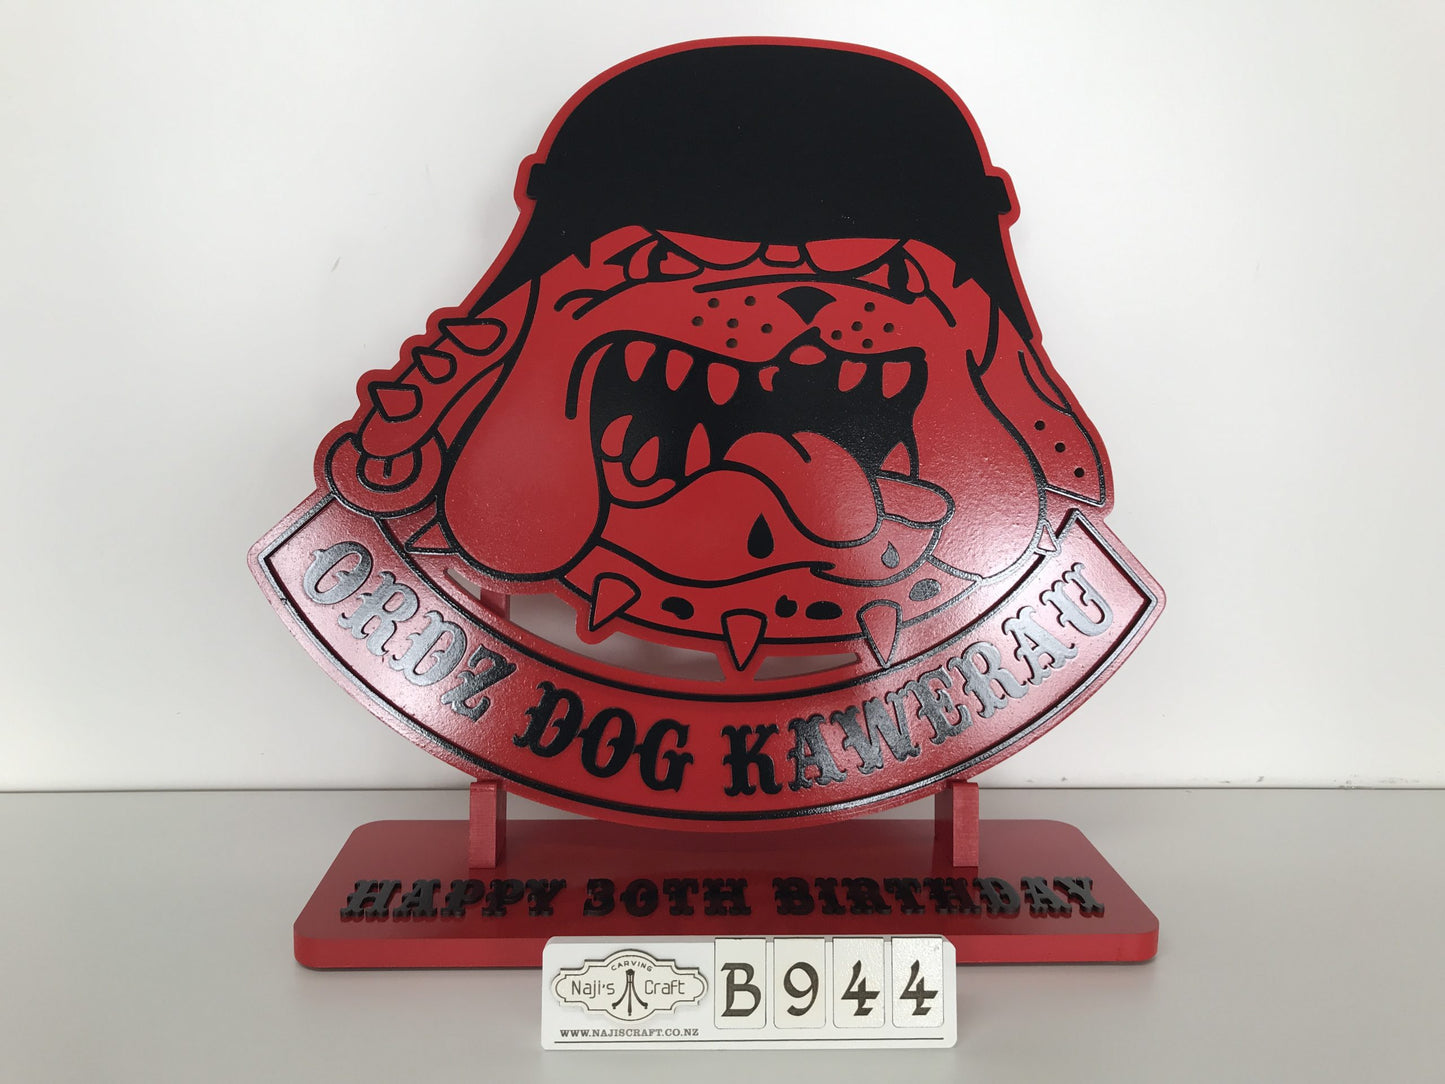 ORDZ DOG KAWERAU
HAPPY 30TH BIRTHDAY
CARVING
Naji's Craft
WWW.NAJISCRAFT.CO.NZ
B944